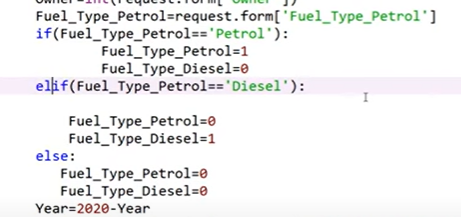 Owner=int(request.form['Owner'])
Fuel_Type_Petrol=request.form['Fuel_Type_Petrol']
if(Fuel_Type_Petrol=='Petrol'):
Fuel_Type_Petrol=1
Fuel_Type_Diesel=0
elif(Fuel_Type_Petrol=='Diesel'):
Fuel_Type_Petrol=0
Fuel_Type_Diesel=1
else:
Fuel_Type_Petrol=0
Fuel_Type_Diesel=0
Year=2020-Year